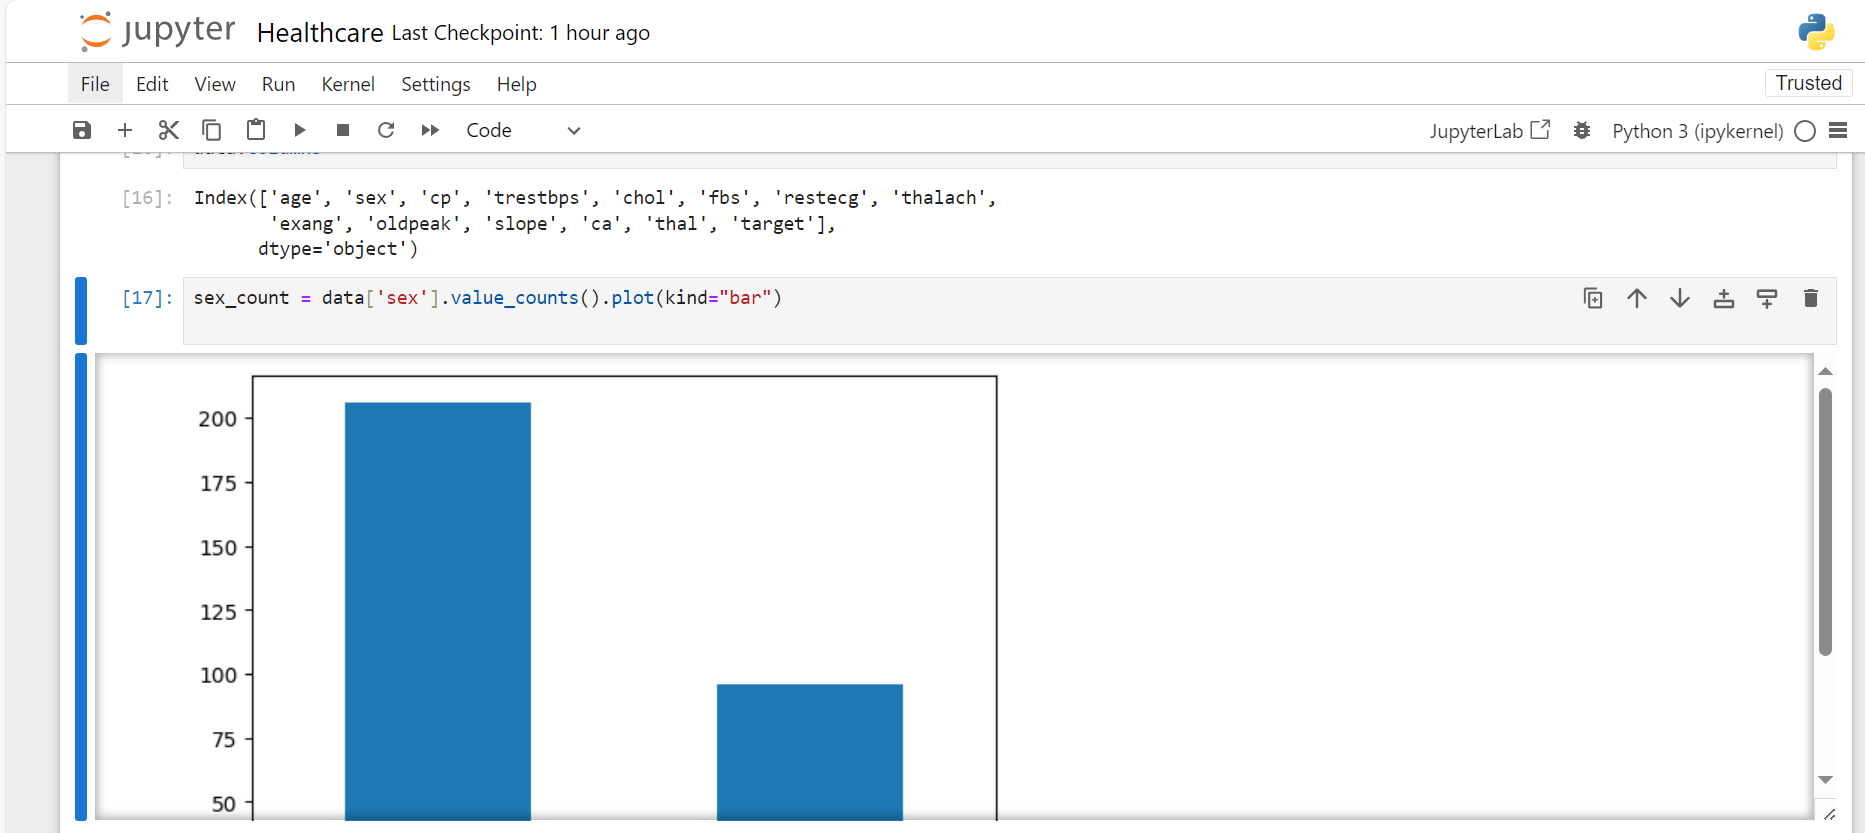 jupyter Healthcare Last Checkpoint: 1 hour ago
File Edit View Run Kernel Settings Help Trusted
Code JupyterLab Python 3 (ipykernel)
[16]: Index(['age', 'sex', 'cp', 'trestbps', 'chol', 'fbs', 'restecg', 'thalach',
'exang', 'oldpeak', 'slope', 'ca', 'thal', 'target'],
dtype='object')
[17]: sex_count = data['sex'].value_counts().plot(kind="bar")
200
175
150
125
100
75
50